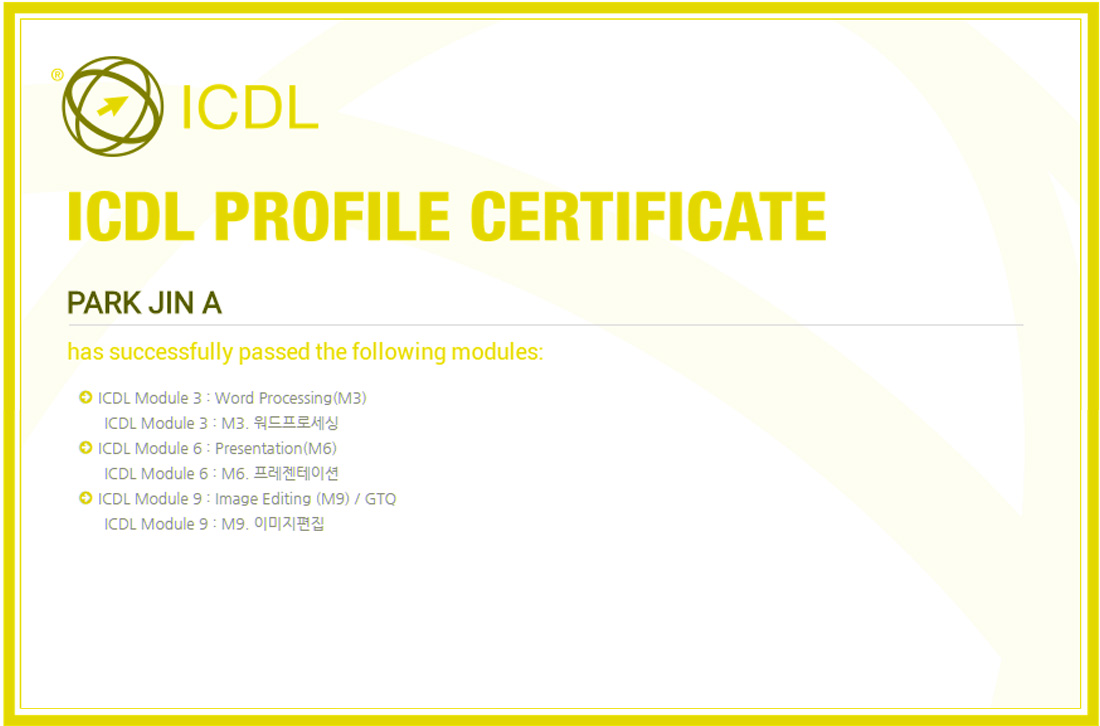 ®
ICDL
ICDL PROFILE CERTIFICATE
PARK JIN A
has successfully passed the following modules:
ICDL Module 3 : Word Processing(M3)
ICDL Module 3 : M3. 워드프로세싱
ICDL Module 6 : Presentation(M6)
ICDL Module 6 : M6. 프레젠테이션
ICDL Module 9 : Image Editing (M9) / GTQ
ICDL Module 9 : M9. 이미지편집